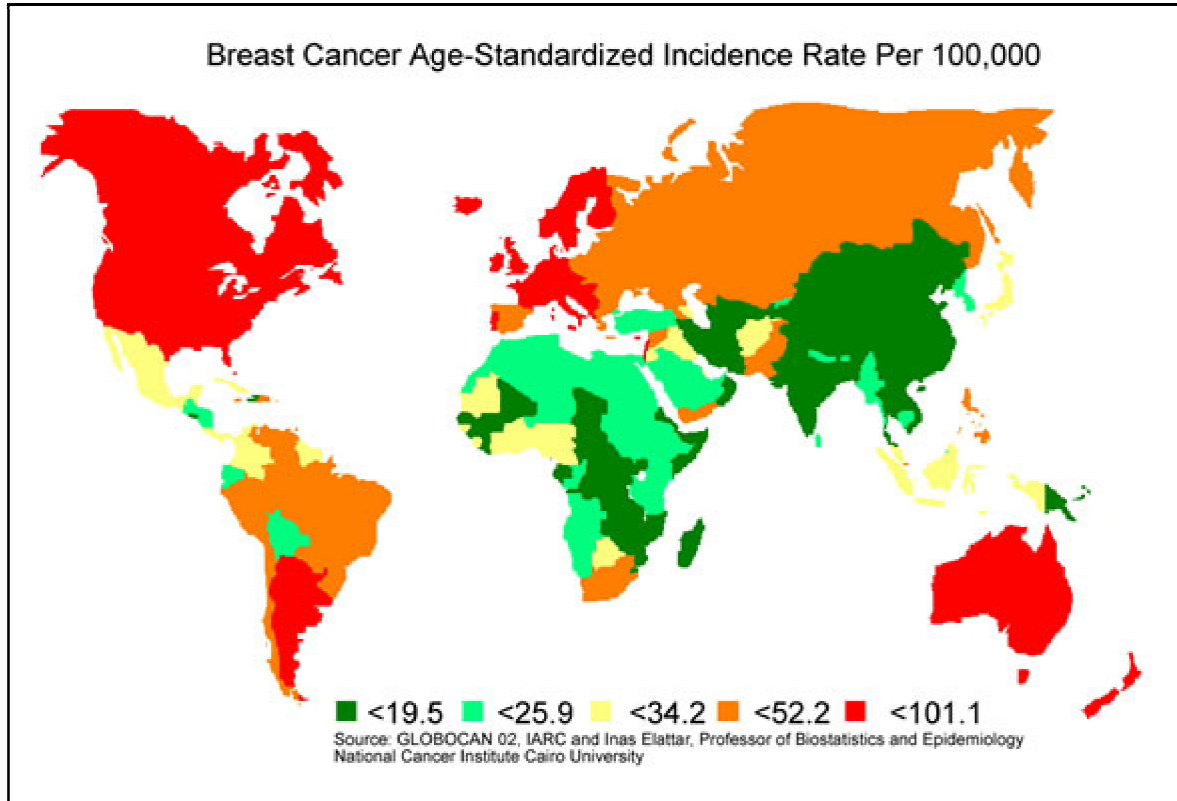 Breast Cancer Age-Standardized Incidence Rate Per 100,000
<19.5 <25.9 <34.2 <52.2 <101.1
Source: GLOBOCAN 02, IARC and Inas Elattar, Professor of Biostatistics and Epidemiology
National Cancer Institute Cairo University